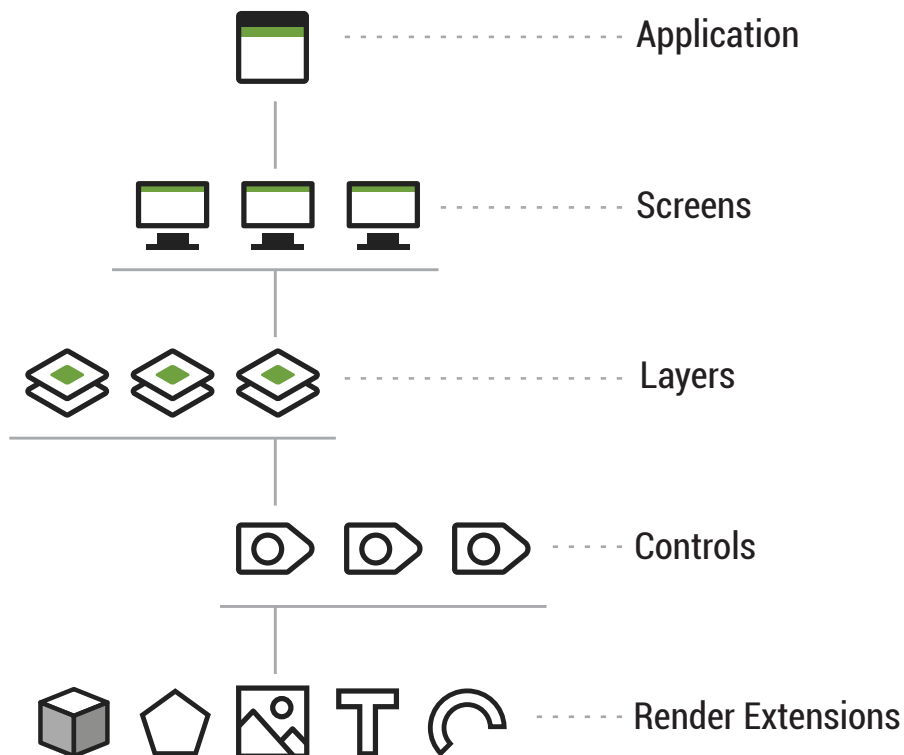 Application
Screens
Layers
Controls
Render Extensions